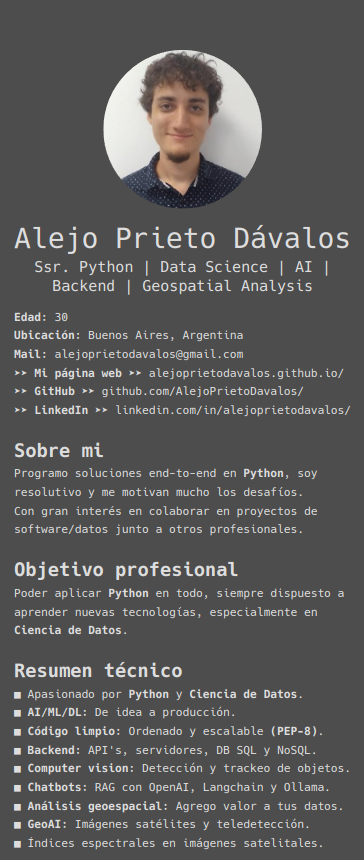 Alejo Prieto Dávalos
Ssr. Python | Data Science | AI |
Backend | Geospatial Analysis
Edad: 30
Ubicación: Buenos Aires, Argentina
Mail: alejoprietodavalos@gmail.com
➤➤ Mi página web ➤➤ alejoprietodavalos.github.io/
➤➤ GitHub ➤➤ github.com/AlejoPrietoDavalos/
➤➤ LinkedIn ➤➤ linkedin.com/in/alejoprietodavalos/
Sobre mi
Programo soluciones end-to-end en Python, soy
resolutivo y me motivan mucho los desafíos.
Con gran interés en colaborar en proyectos de
software/datos junto a otros profesionales.
Objetivo profesional
Poder aplicar Python en todo, siempre dispuesto a
aprender nuevas tecnologías, especialmente en
Ciencia de Datos.
Resumen técnico
■ Apasionado por Python y Ciencia de Datos.
■ AI/ML/DL: De idea a producción.
■ Código limpio: Ordenado y escalable (PEP-8).
■ Backend: API's, servidores, DB SQL y NoSQL.
■ Computer vision: Detección y trackeo de objetos.
■ Chatbots: RAG con OpenAI, Langchain y Ollama.
■ Análisis geoespacial: Agrego valor a tus datos.
■ GeoAI: Imágenes satélites y teledetección.
■ Índices espectrales en imágenes satelitales.